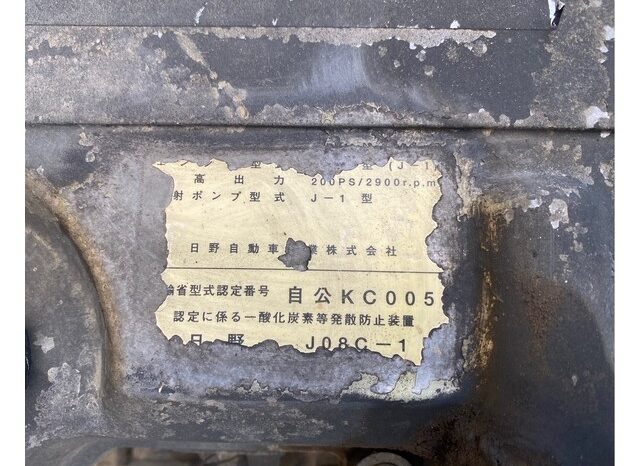 型 (J-1
高 出 力 200PS/2900r.p.m
射ポンプ型式 J-1型
日野自動車 業株式会社
省型式認定番号 自公KC005
認定に係る一酸化炭素等発散防止装置
日 野 J08C-1